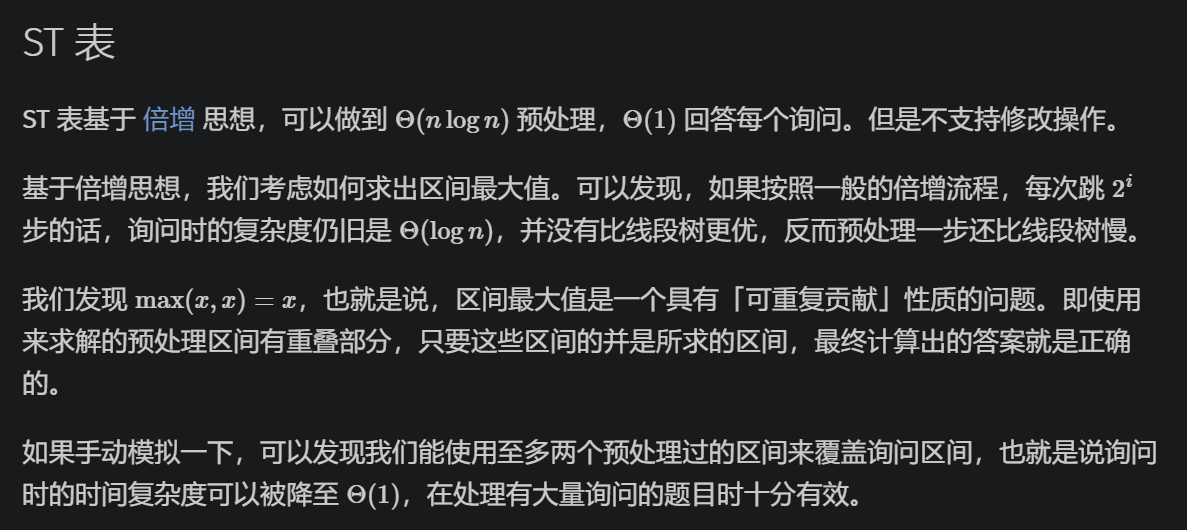 ST 表
ST 表基于 倍增 思想，可以做到 Θ(n log n) 预处理，Θ(1) 回答每个询问。但是不支持修改操作。
基于倍增思想，我们考虑如何求出区间最大值。可以发现，如果按照一般的倍增流程，每次跳 2^i
步的话，询问时的复杂度仍旧是 Θ(log n)，并没有比线段树更优，反而预处理一步还比线段树慢。
我们发现 max(x, x) = x，也就是说，区间最大值是一个具有「可重复贡献」性质的问题。即使用
来求解的预处理区间有重叠部分，只要这些区间的并是所求的区间，最终计算出的答案就是正确
的。
如果手动模拟一下，可以发现我们能使用至多两个预处理过的区间来覆盖询问区间，也就是说询问
时的时间复杂度可以被降至 Θ(1)，在处理有大量询问的题目时十分有效。